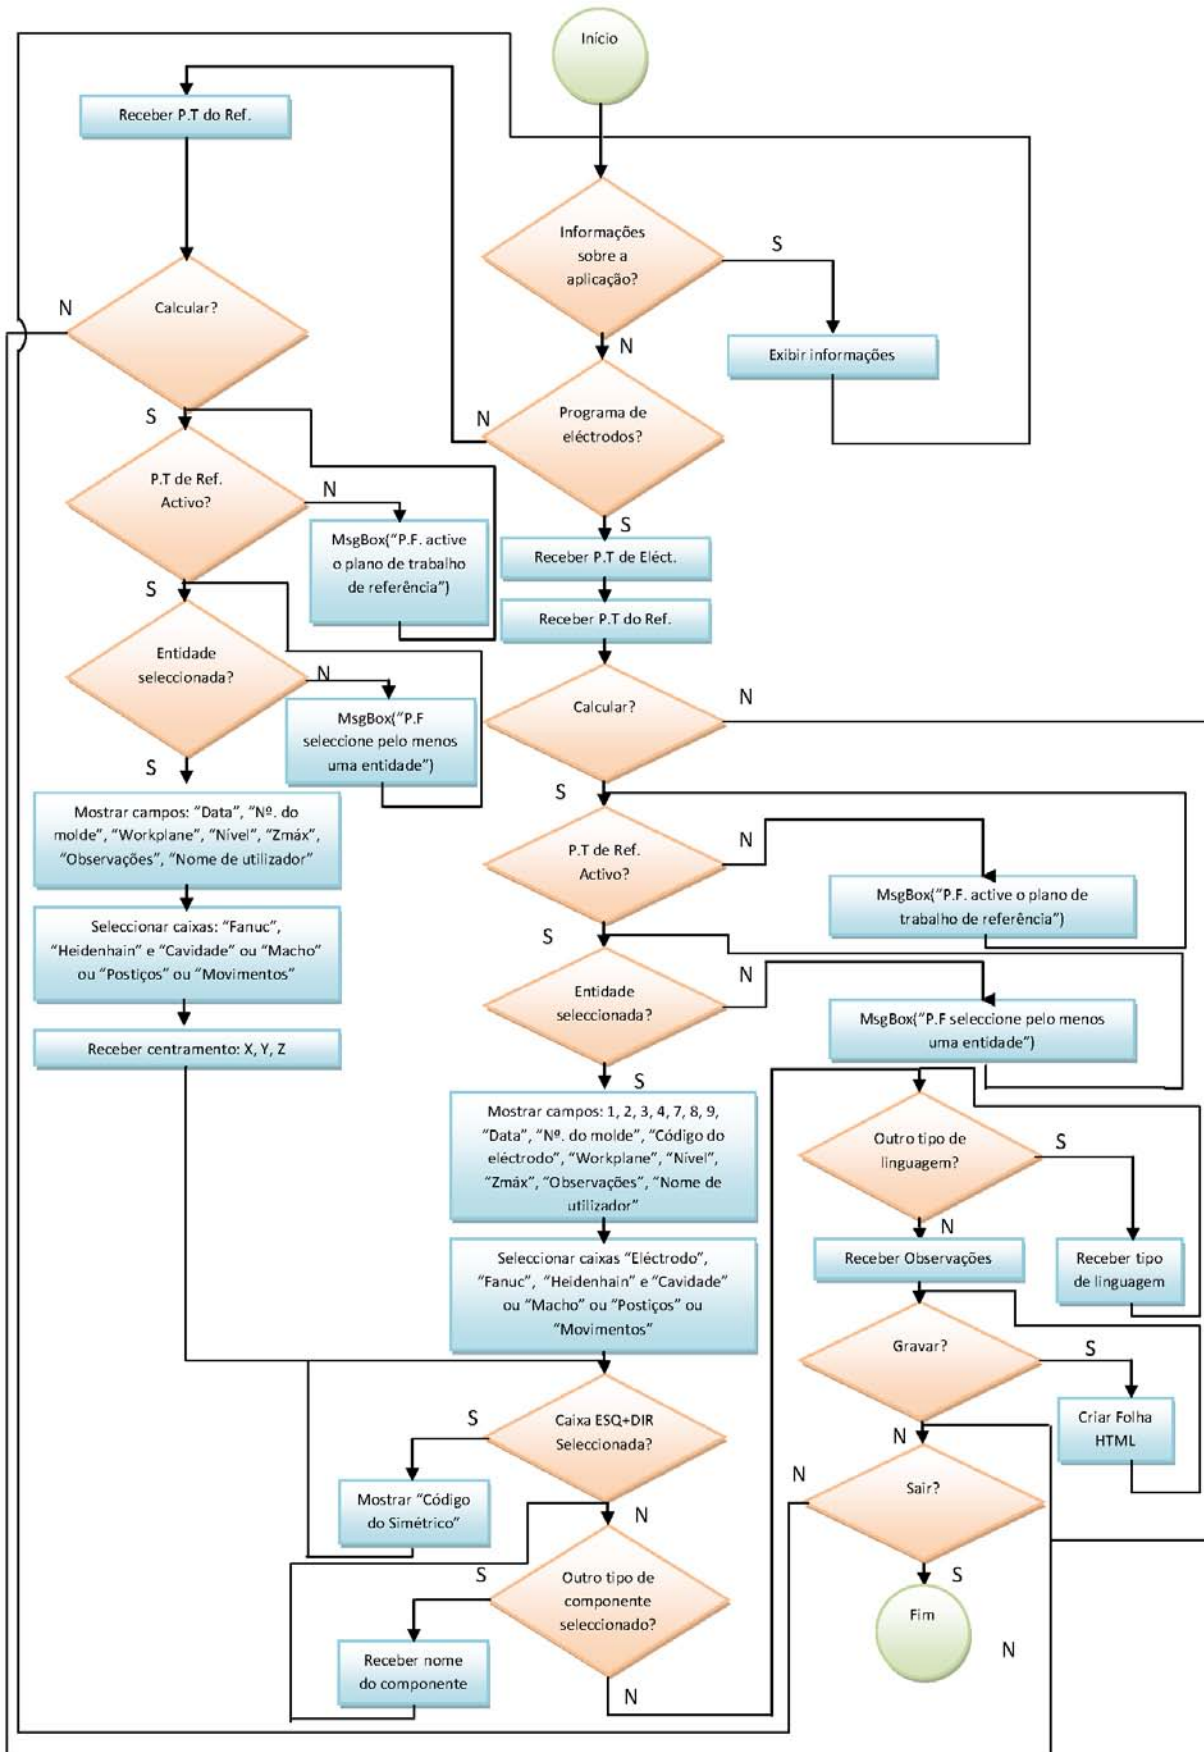 Início
Receber P.T do Ref.
Informações
sobre a
aplicação?
S
N
Calcular?
Exibir informações
N
S
N
Programa de
eléctrodos?
P.T de Ref.
Activo?
N
MsgBox("P.F. active
o plano de trabalho
de referência")
S
Receber P.T de Eléct.
S
Receber P.T do Ref.
Entidade
seleccionada?
N
MsgBox("P.F
seleccione pelo menos
uma entidade")
Calcular?
N
S
S
Mostrar campos: "Data", "Nº. do
molde", "Workplane", "Nível", "Zmáx",
"Observações", "Nome de utilizador"
P.T de Ref.
Activo?
N
MsgBox("P.F. active o plano de
trabalho de referência")
Seleccionar caixas: "Fanuc",
"Heidenhain" e "Cavidade" ou "Macho"
ou "Postiços" ou "Movimentos"
S
Entidade
seleccionada?
N
MsgBox("P.F seleccione pelo menos
uma entidade")
Receber centramento: X, Y, Z
S
Mostrar campos: 1, 2, 3, 4, 7, 8, 9,
"Data", "Nº. do molde", "Código do
eléctrodo", "Workplane", "Nível",
"Zmáx", "Observações", "Nome de
utilizador"
Outro tipo de
linguagem?
S
N
Seleccionar caixas "Eléctrodo",
"Fanuc", "Heidenhain" e "Cavidade"
ou "Macho" ou "Postiços" ou
"Movimentos"
Receber Observações
Receber tipo
de linguagem
Gravar?
S
Caixa ESQ+DIR
Seleccionada?
S
Criar Folha
HTML
N
Mostrar "Código
do Simétrico"
N
Sair?
N
S
Outro tipo de
componente
seleccionado?
S
Fim
N
Receber nome
do componente
N